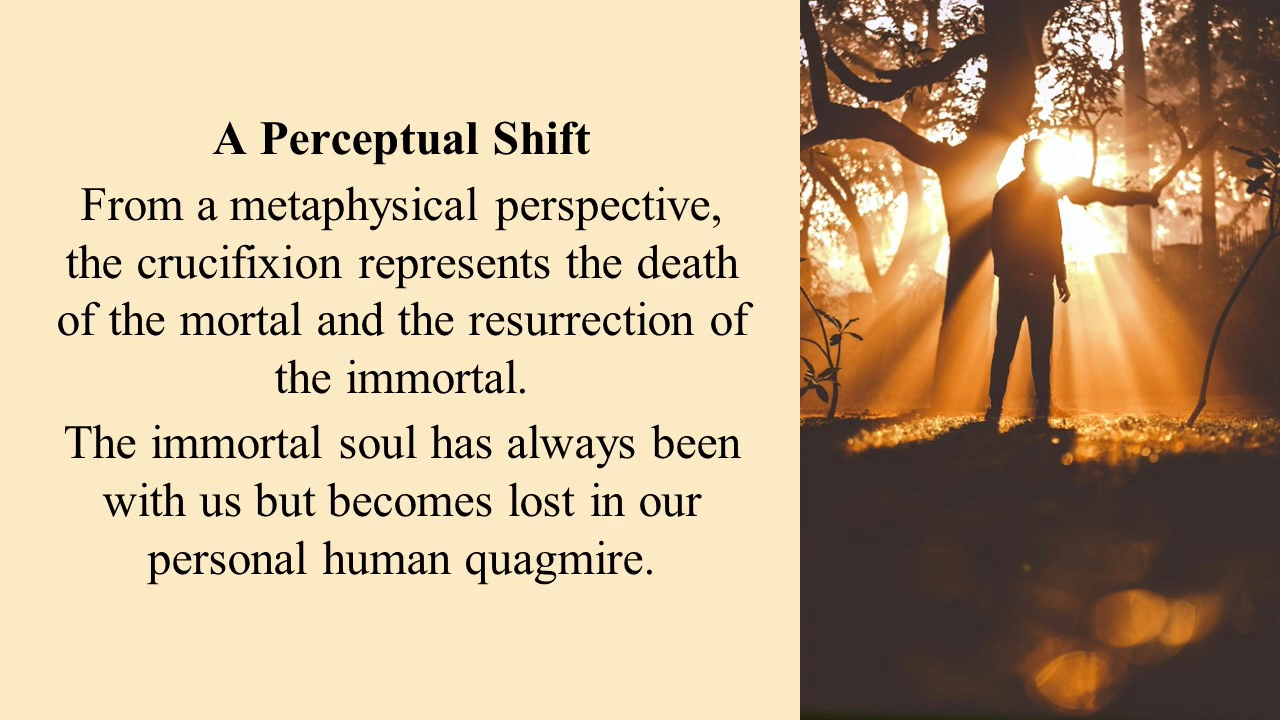 A Perceptual Shift
From a metaphysical perspective,
the crucifixion represents the death
of the mortal and the resurrection of
the immortal.
The immortal soul has always been
with us but becomes lost in our
personal human quagmire.